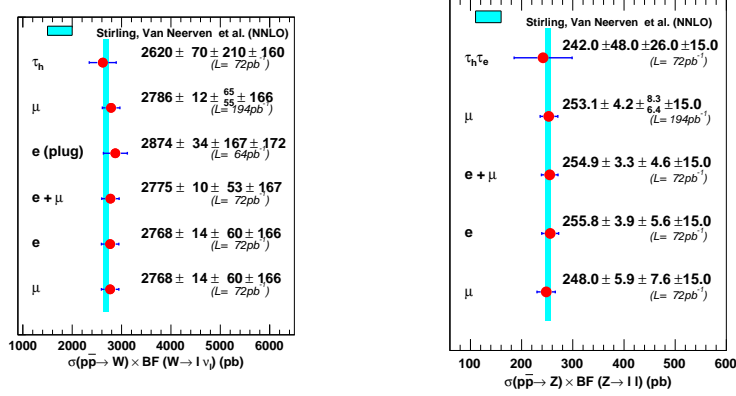 Stirling, Van Neerven et al. (NNLO)
τh 2620 ± 70 ± 210 ± 160
(L= 72pb-1)
μ 2786 ± 12 ± 65 55 ± 166
(L= 194pb-1)
e (plug) 2874 ± 34 ± 167 ± 172
(L= 64pb-1)
e + μ 2775 ± 10 ± 53 ± 167
(L= 72pb-1)
e 2768 ± 14 ± 60 ± 166
(L= 72pb-1)
μ 2768 ± 14 ± 60 ± 166
(L= 72pb-1)
1000 2000 3000 4000 5000 6000
σ(pp̅→ W) × BF (W→ l νl) (pb)
Stirling, Van Neerven et al. (NNLO)
τhτe 242.0 ±48.0 ±26.0 ±15.0
(L= 72pb-1)
μ 253.1 ± 4.2 ± 8.3 6.4 ±15.0
(L= 194pb-1)
e + μ 254.9 ± 3.3 ± 4.6 ±15.0
(L= 72pb-1)
e 255.8 ± 3.9 ± 5.6 ±15.0
(L= 72pb-1)
μ 248.0 ± 5.9 ± 7.6 ±15.0
(L= 72pb-1)
100 200 300 400 500 600
σ(pp̅→ Z) × BF (Z→ l l) (pb)